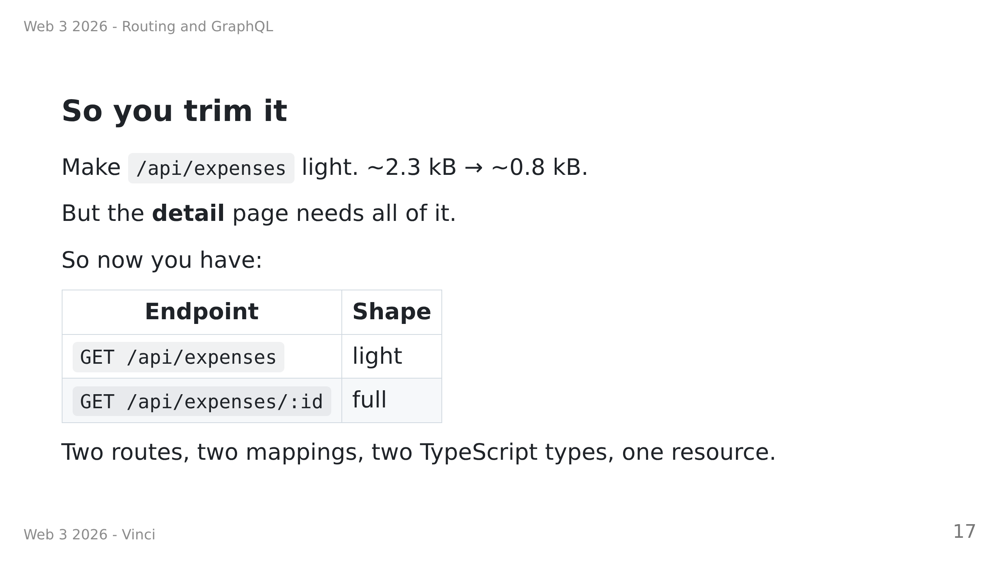 Web 3 2026 - Routing and GraphQL
So you trim it
Make /api/expenses light. ~2.3 kB → ~0.8 kB.
But the detail page needs all of it.
So now you have:
Endpoint Shape
GET /api/expenses light
GET /api/expenses/:id full
Two routes, two mappings, two TypeScript types, one resource.
Web 3 2026 - Vinci
17